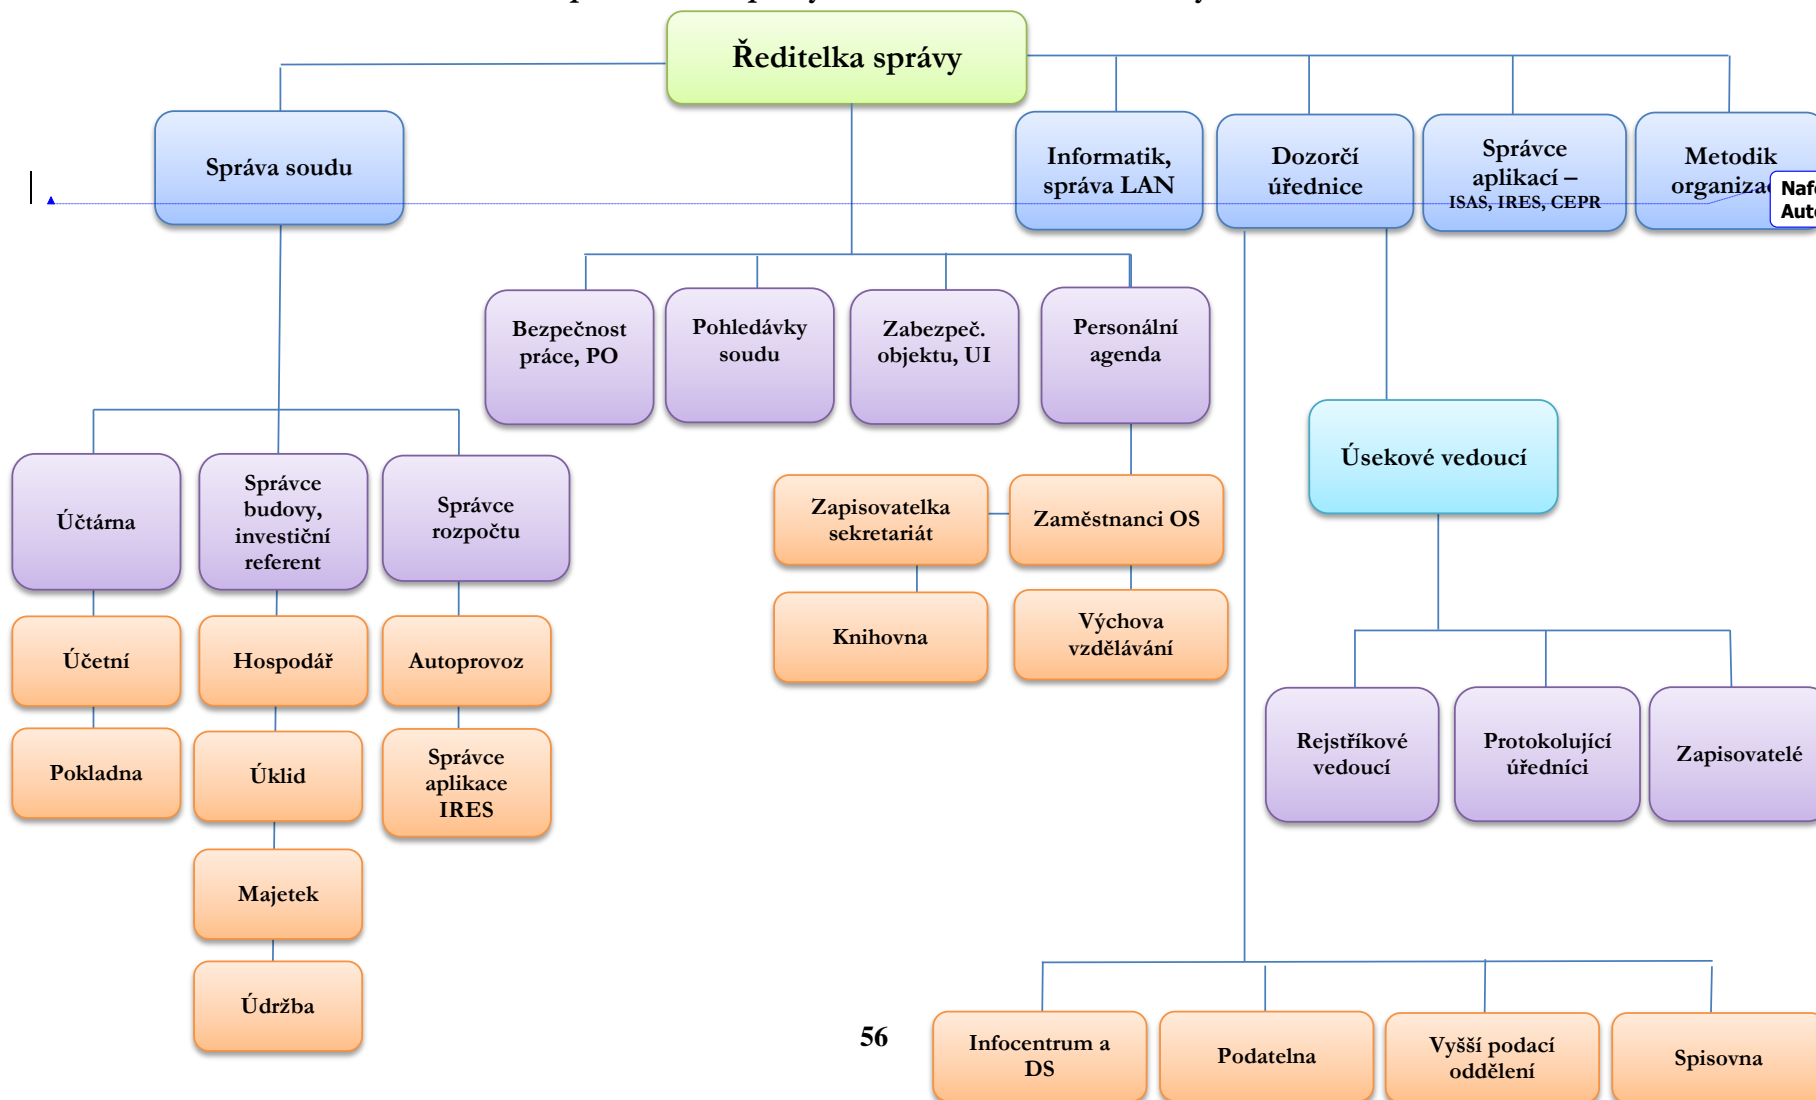 Ředitelka správy
Správa soudu
Informatik,
správa LAN
Dozorčí
úřednice
Správce
aplikací –
ISAS, IRES, CEPR
Metodik
Bezpečnost
práce, PO
Pohledávky
soudu
Zabezpeč.
objektu, UI
Personální
agenda
Úsekové vedoucí
Účtárna
Správce
budovy,
investiční
referent
Správce
rozpočtu
Zapisovatelka
sekretariát
Zaměstnanci OS
Účetní
Hospodář
Autoprovoz
Knihovna
Výchova
vzdělávání
Pokladna
Úklid
Správce
aplikace
IRES
Rejstříkové
vedoucí
Protokolující
úředníci
Zapisovatelé
Majetek
Údržba
56
Infocentrum a
DS
Podatelna
Vyšší podací
oddělení
Spisovna